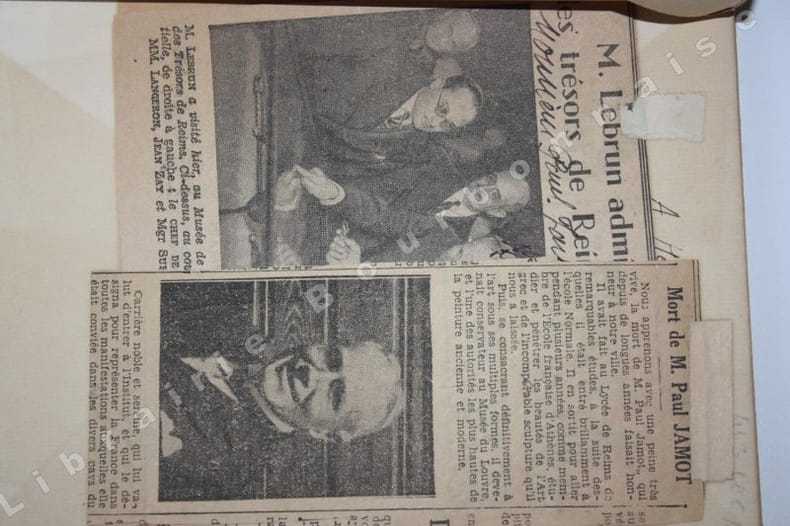 M. Lebrun admi
es trésors de Rei
Monsieur Paul
M. LEBRUN a visité hier, au Musée de
des Trésors de Reims. Ci-dessus, au cou
tielle, de droite à gauche : le CHEF DE
MM. LANGERON, JEAN ZAY et Mgr SUH
A
Mort de M. Paul JAMOT
Nous apprenons avec une peine très
vive, la mort de M. Paul Jamot, qui
depuis de longues années faisait hon-
neur à notre ville.
Il avait fait au Lycée de Reims de
remarquables études, à la suite des-
quelles il était entré brillamment à
l'école Normale. Il en sortit pour aller
pendant plusieurs années, comme mem-
bre de l'Ecole française d'Athènes, étu-
dier et pénétrer les beautés de l'Art
grec et de l'incomparable sculpture qu'il
nous a laissée.
Puis, se consacrant définitivement à
l'art sous ses multiples formes, il deve-
nait conservateur au Musée du Louvre,
et l'une des autorités les plus hautes de
la peinture ancienne et moderne.
Carrière noble et sereine, qui lui va-
lut d'entrer à l'Institut, et qui le dé-
signa pour représenter la France dans
toutes les manifestations auxquelles elle
était conviée dans les divers pays du
Librairie Bourbonnaise